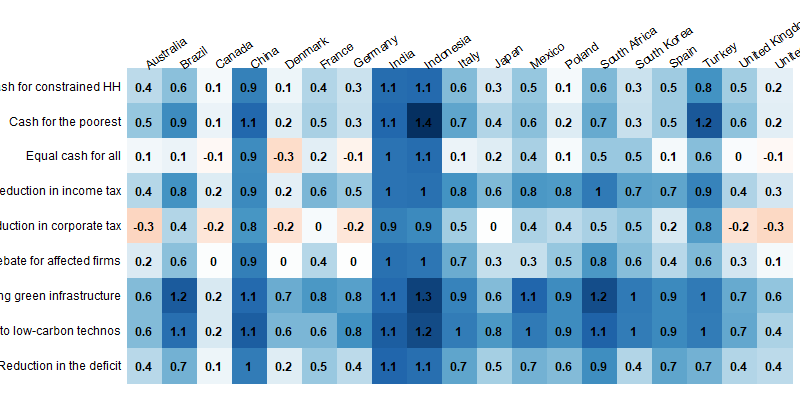 Australia Brazil Canada China Denmark France Germany India Indonesia Italy Japan Mexico Poland South Africa South Korea Spain Turkey United
for constrained HH 0.4 0.6 0.1 0.9 0.1 0.4 0.3 1.1 1.1 0.6 0.3 0.5 0.1 0.6 0.3 0.5 0.8 0.5 0.2
Cash for the poorest 0.5 0.9 0.1 1.1 0.2 0.5 0.3 1.1 1.4 0.7 0.4 0.6 0.2 0.7 0.3 0.5 1.2 0.6 0.2
Equal cash for all 0.1 0.1 -0.1 0.9 -0.3 0.2 -0.1 1 1.1 0.1 0.2 0.4 0.1 0.5 0.5 0.1 0.6 0 -0.1
eduction in income tax 0.4 0.8 0.2 0.9 0.2 0.6 0.5 1 1 0.8 0.6 0.8 0.8 1 0.7 0.7 0.9 0.4 0.3
uction in corporate tax -0.3 0.4 -0.2 0.8 -0.2 0 -0.2 0.9 0.9 0.5 0 0.4 0.4 0.5 0.5 0.2 0.8 -0.2 -0.3
ebate for affected firms 0.2 0.6 0 0.9 0 0.4 0 1 1 0.7 0.3 0.3 0.5 0.8 0.6 0.4 0.6 0.3 0.1
ng green infrastructure 0.6 1.2 0.2 1.1 0.7 0.8 0.8 1.1 1.3 0.9 0.6 1.1 0.9 1.2 1 0.9 1 0.7 0.6
to low-carbon technos 0.6 1.1 0.2 1.1 0.6 0.6 0.8 1.1 1.2 1 0.8 1 0.9 1.1 1 0.9 1 0.7 0.4
Reduction in the deficit 0.4 0.7 0.1 1 0.2 0.5 0.4 1.1 1.1 0.7 0.5 0.7 0.6 0.9 0.4 0.7 0.7 0.4 0.4